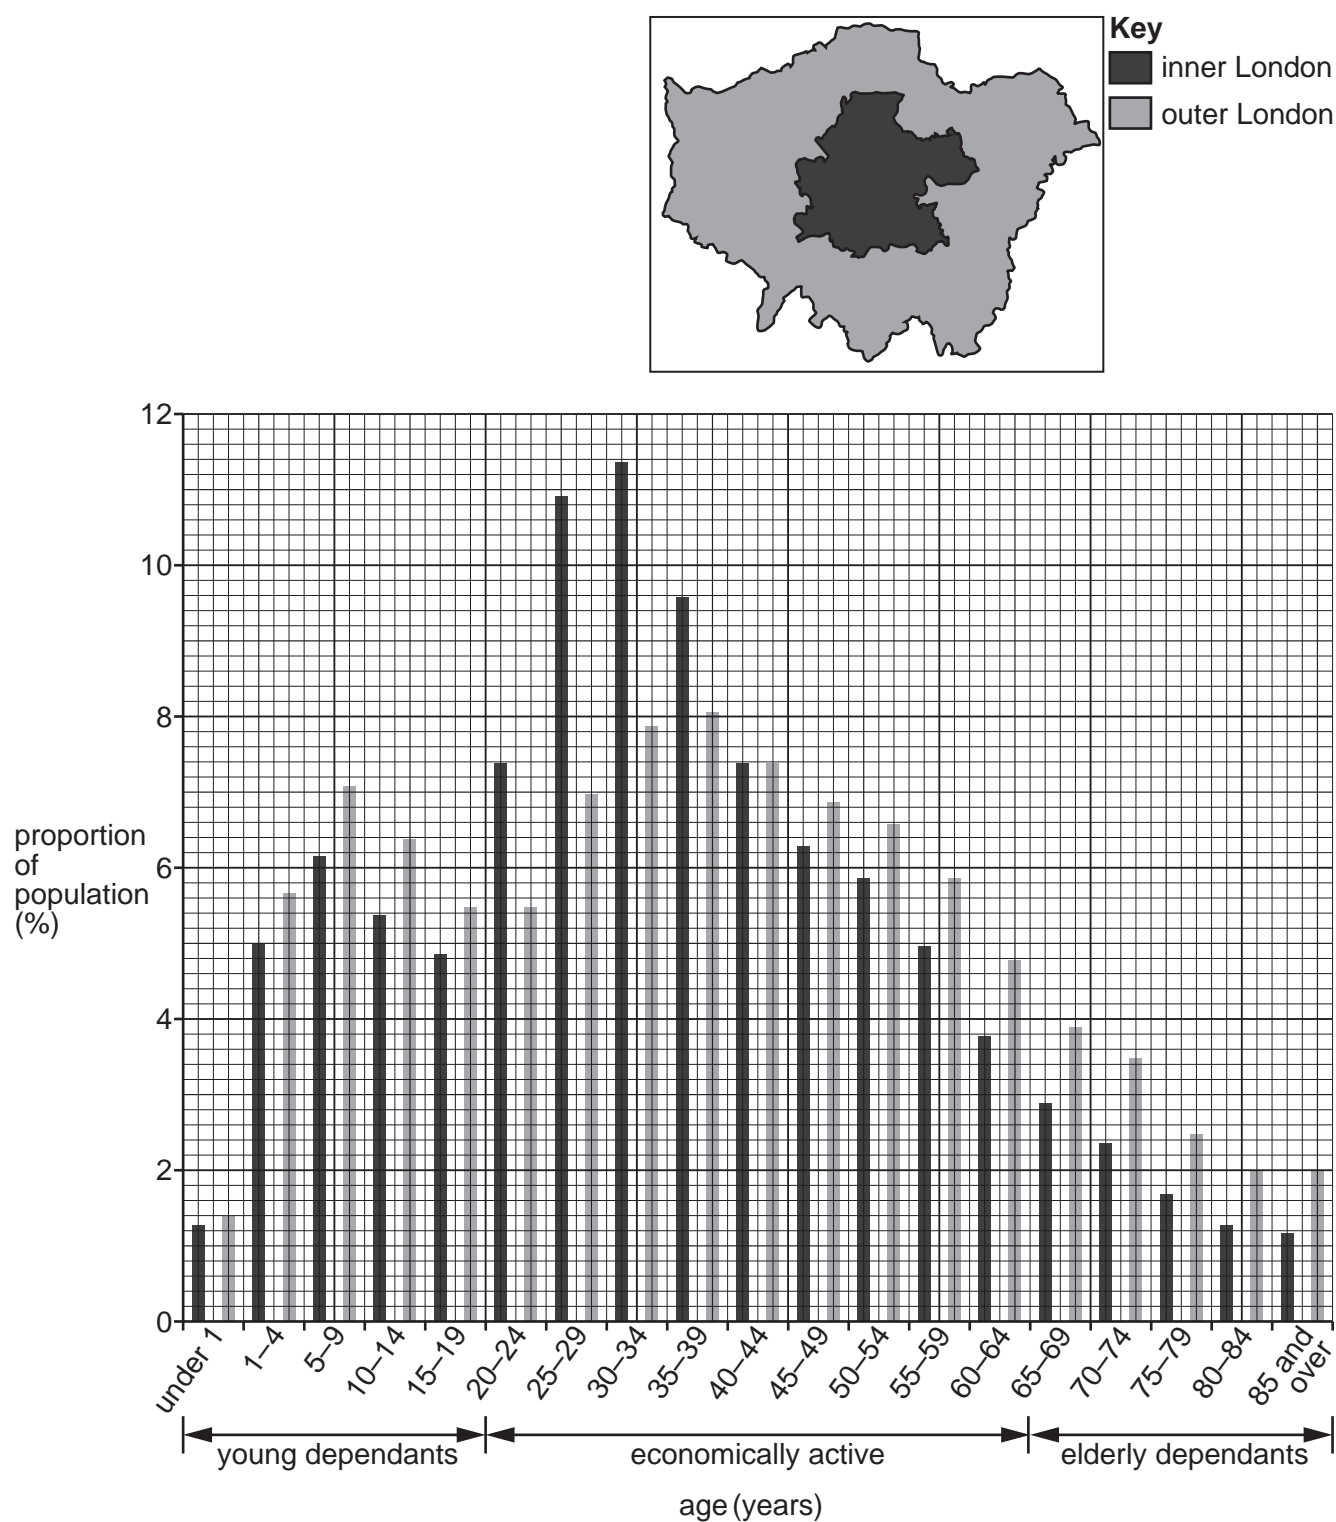 Key
inner London
outer London
12
10
8
6
4
2
0
proportion
of
population
(%)
under 1
1–4
5–9
10–14
15–19
20–24
25–29
30–34
35–39
40–44
45–49
50–54
55–59
60–64
65–69
70–74
75–79
80–84
85 and
over
young dependants
economically active
elderly dependants
age (years)